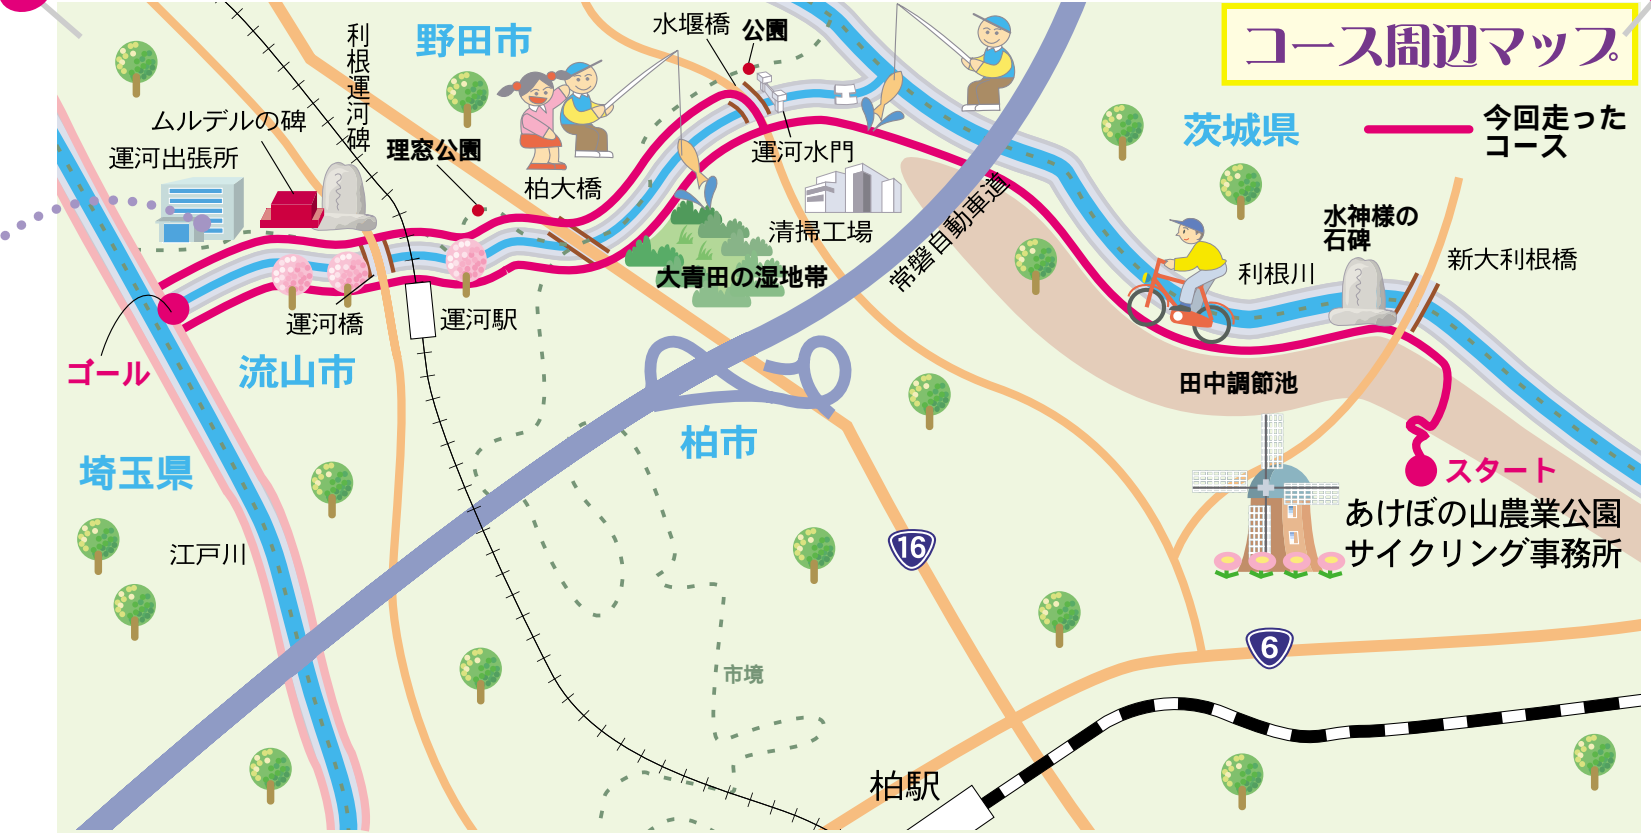 コース周辺マップ
今回走った
コース
野田市
水堰橋
公園
利根運河碑
ムルデルの碑
運河出張所
理窓公園
柏大橋
運河水門
清掃工場
常磐自動車道
茨城県
水神様の
石碑
新大利根橋
利根川
大青田の湿地帯
運河橋
運河駅
ゴール
流山市
田中調節池
柏市
埼玉県
スタート
あけぼの山農業公園
サイクリング事務所
江戸川
16
6
市境
柏駅